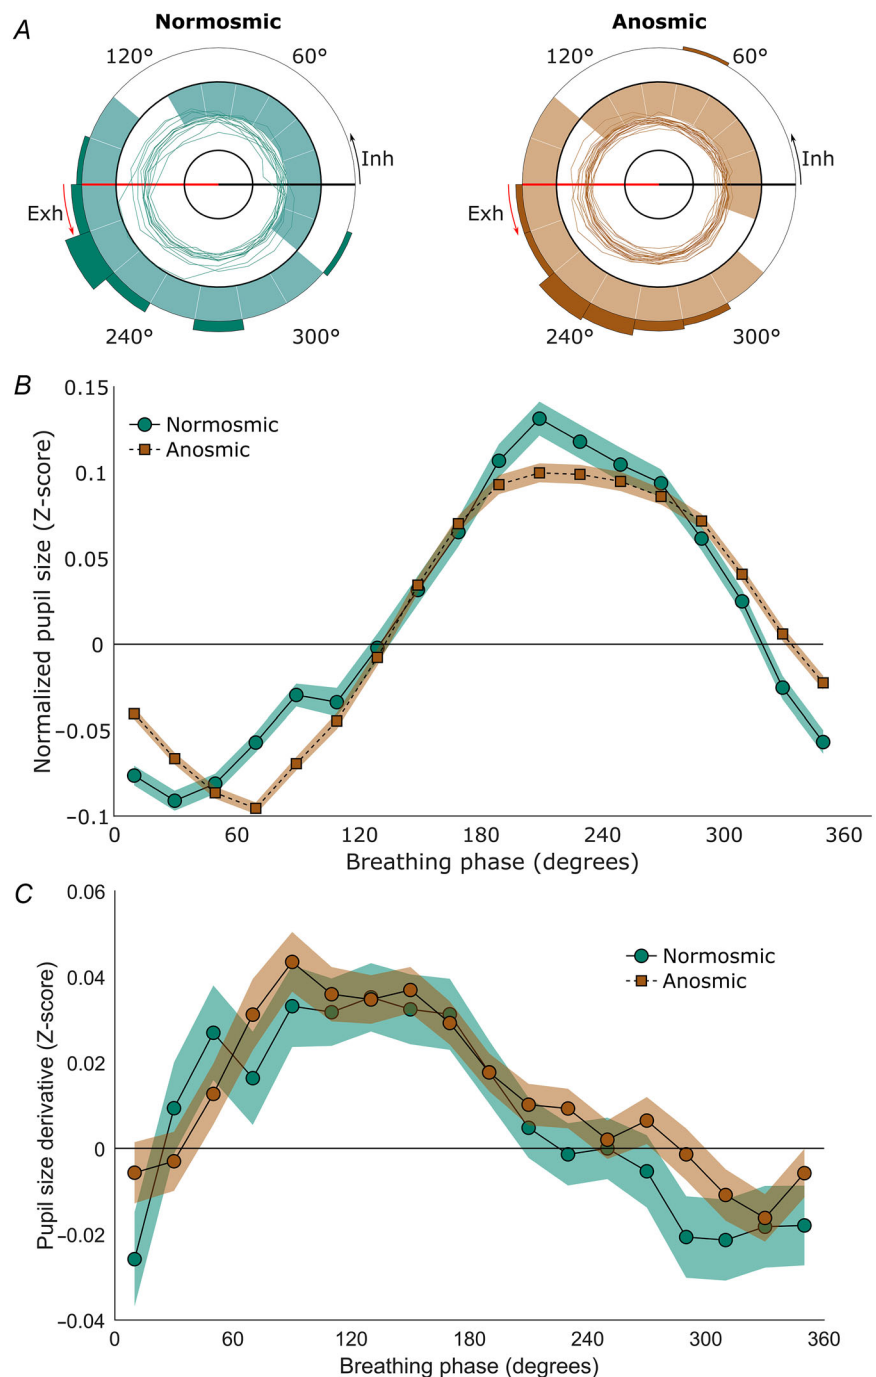 A
Normosmic
Anosmic
120°
60°
120°
60°
Inh
Inh
Exh
Exh
240°
300°
240°
300°
B
0.15
0.1
0.05
0
−0.05
−0.1
Normosmic
Anosmic
Normalized pupil size (Z-score)
0
60
120
180
240
300
360
Breathing phase (degrees)
C
0.06
0.04
0.02
0
−0.02
−0.04
Normosmic
Anosmic
Pupil size derivative (Z-score)
0
60
120
180
240
300
360
Breathing phase (degrees)